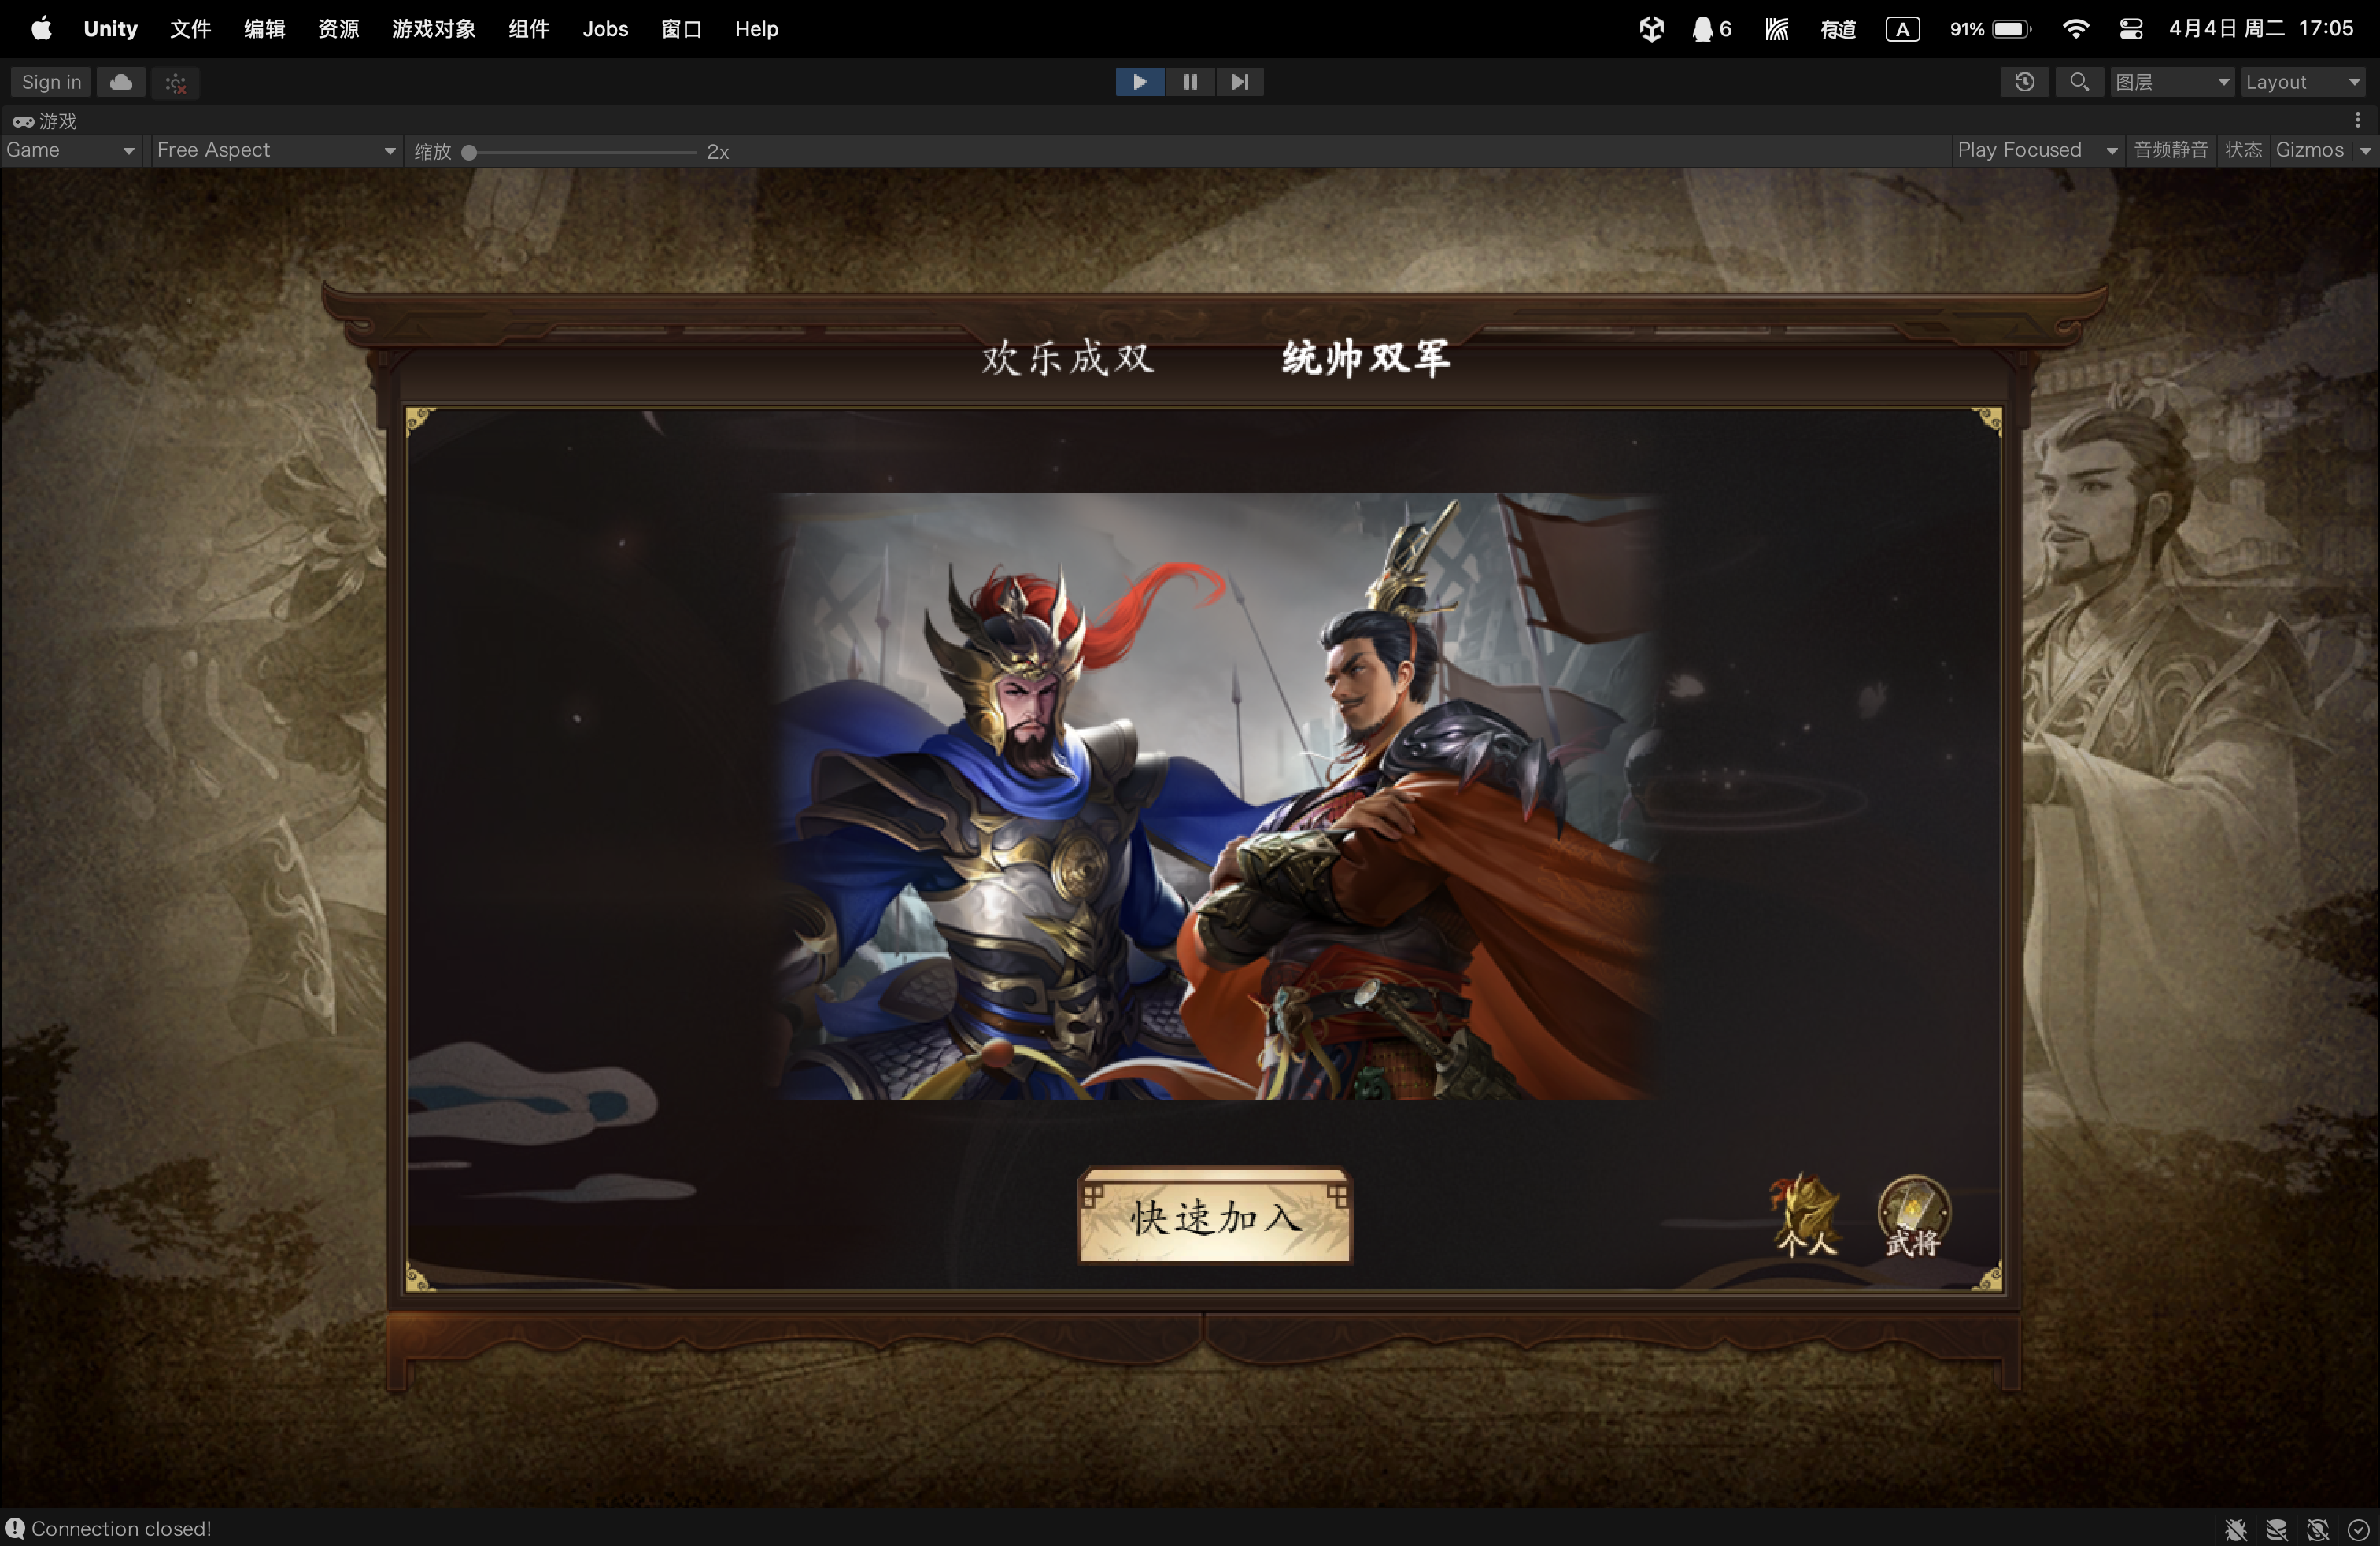 Unity 文件 编辑 资源 游戏对象 组件 Jobs 窗口 Help 6 有道 A 91% 4月4日 周二 17:05
Sign in 图层 Layout
游戏
Game Free Aspect 缩放 2x Play Focused 音频静音 状态 Gizmos
欢乐成双 统帅双军
快速加入
个人 武将
Connection closed!